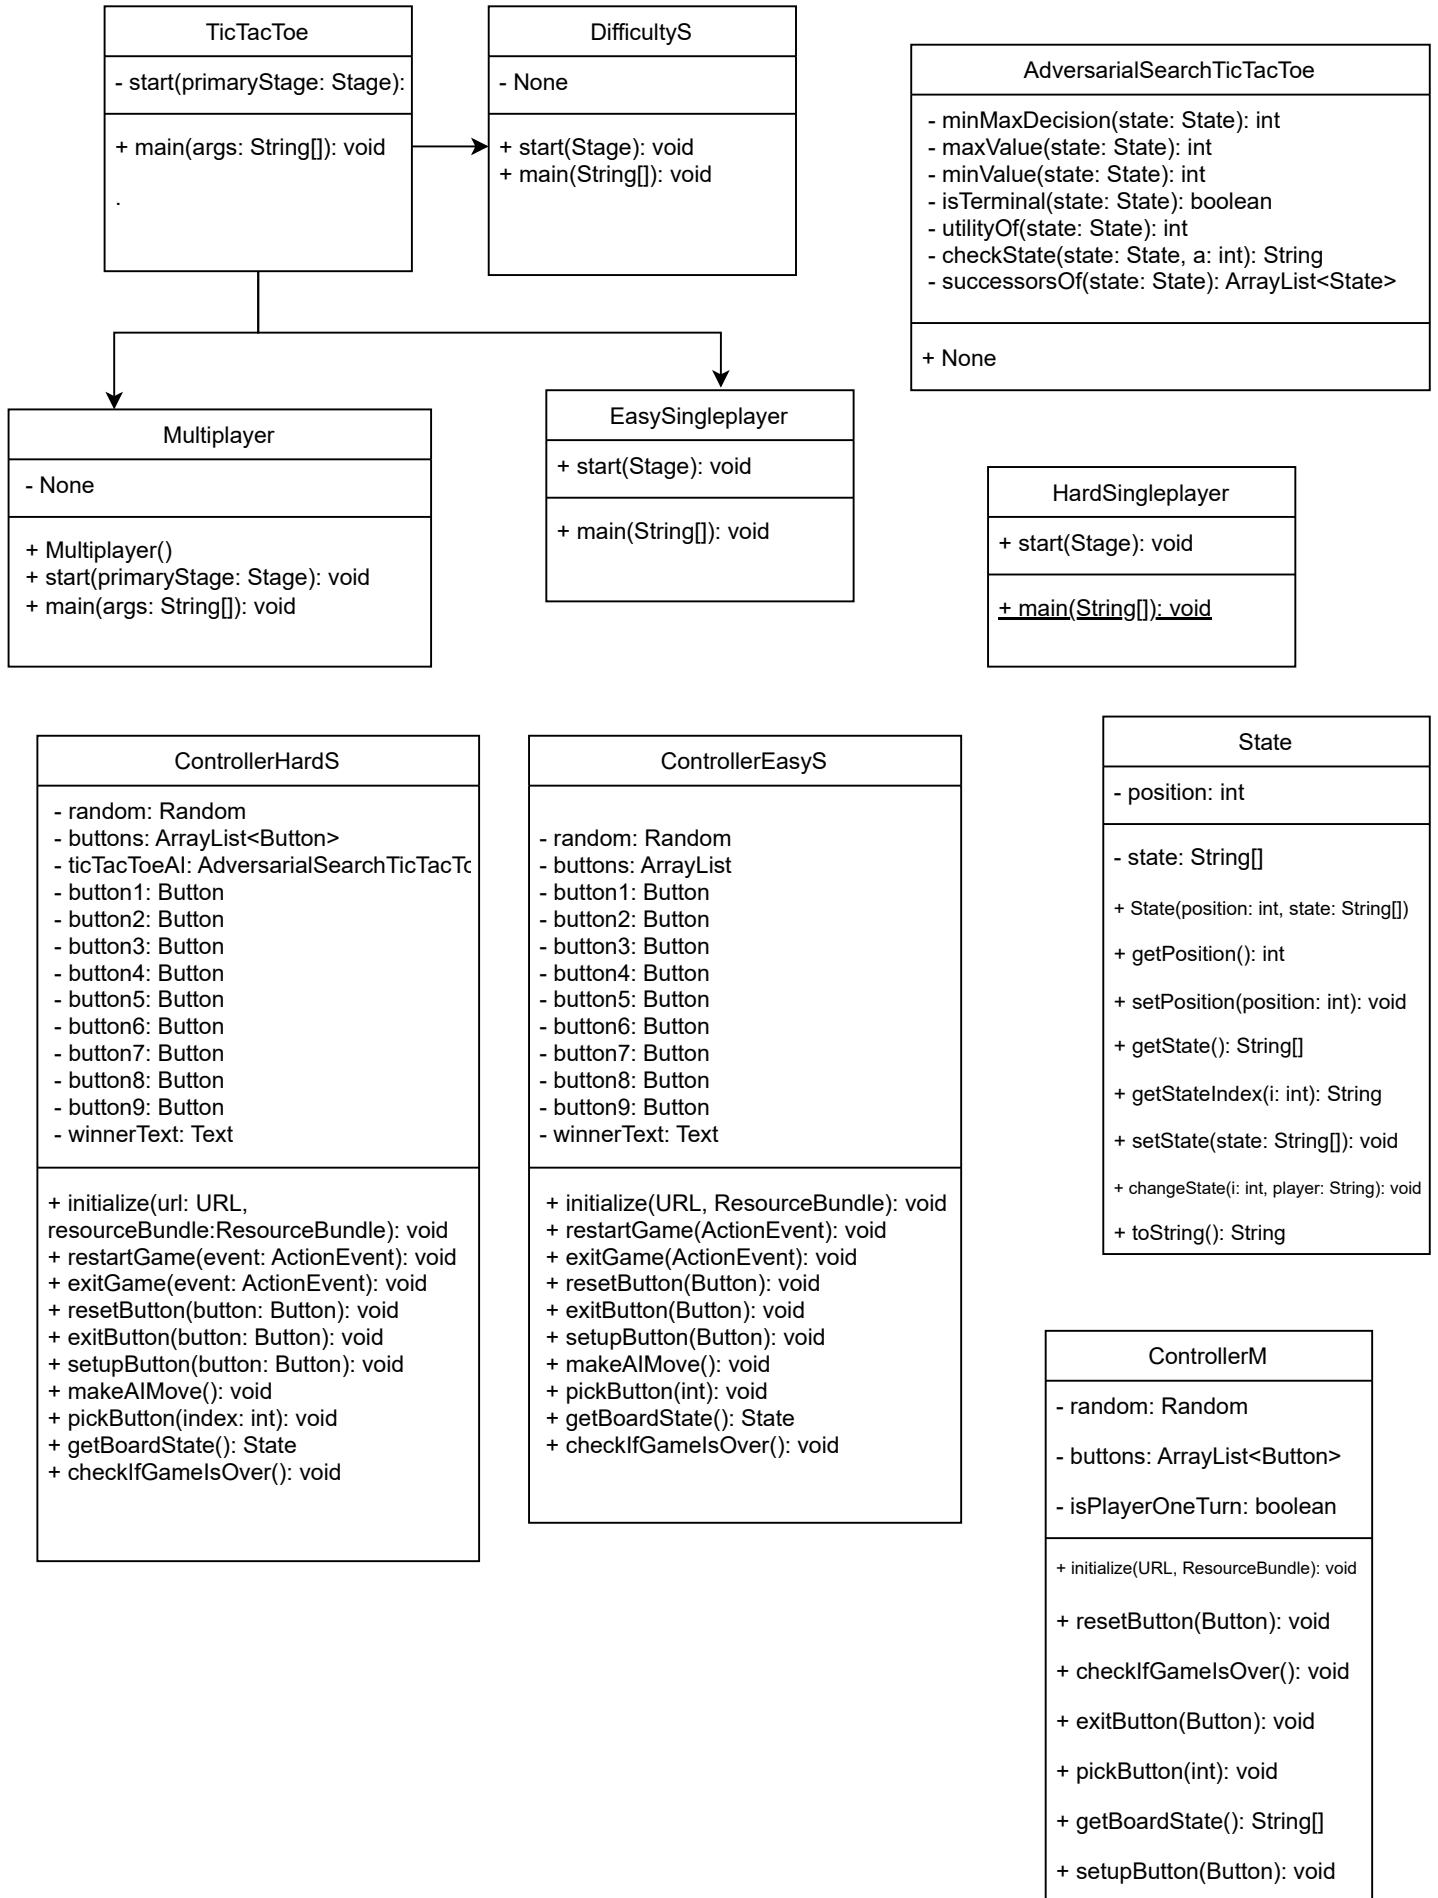 TicTacToe
- start(primaryStage: Stage):
+ main(args: String[]): void
.
DifficultyS
- None
+ start(Stage): void
+ main(String[]): void
AdversarialSearchTicTacToe
- minMaxDecision(state: State): int
- maxValue(state: State): int
- minValue(state: State): int
- isTerminal(state: State): boolean
- utilityOf(state: State): int
- checkState(state: State, a: int): String
- successorsOf(state: State): ArrayList<State>
+ None
Multiplayer
- None
+ Multiplayer()
+ start(primaryStage: Stage): void
+ main(args: String[]): void
EasySingleplayer
+ start(Stage): void
+ main(String[]): void
HardSingleplayer
+ start(Stage): void
+ main(String[]): void
ControllerHardS
- random: Random
- buttons: ArrayList<Button>
- ticTacToeAI: AdversarialSearchTicTacTo
- button1: Button
- button2: Button
- button3: Button
- button4: Button
- button5: Button
- button6: Button
- button7: Button
- button8: Button
- button9: Button
- winnerText: Text
+ initialize(url: URL,
resourceBundle:ResourceBundle): void
+ restartGame(event: ActionEvent): void
+ exitGame(event: ActionEvent): void
+ resetButton(button: Button): void
+ exitButton(button: Button): void
+ setupButton(button: Button): void
+ makeAIMove(): void
+ pickButton(index: int): void
+ getBoardState(): State
+ checkIfGameIsOver(): void
ControllerEasyS
- random: Random
- buttons: ArrayList
- button1: Button
- button2: Button
- button3: Button
- button4: Button
- button5: Button
- button6: Button
- button7: Button
- button8: Button
- button9: Button
- winnerText: Text
+ initialize(URL, ResourceBundle): void
+ restartGame(ActionEvent): void
+ exitGame(ActionEvent): void
+ resetButton(Button): void
+ exitButton(Button): void
+ setupButton(Button): void
+ makeAIMove(): void
+ pickButton(int): void
+ getBoardState(): State
+ checkIfGameIsOver(): void
State
- position: int
- state: String[]
+ State(position: int, state: String[])
+ getPosition(): int
+ setPosition(position: int): void
+ getState(): String[]
+ getStateIndex(i: int): String
+ setState(state: String[]): void
+ changeState(i: int, player: String): void
+ toString(): String
ControllerM
- random: Random
- buttons: ArrayList<Button>
- isPlayerOneTurn: boolean
+ initialize(URL, ResourceBundle): void
+ resetButton(Button): void
+ checkIfGameIsOver(): void
+ exitButton(Button): void
+ pickButton(int): void
+ getBoardState(): String[]
+ setupButton(Button): void